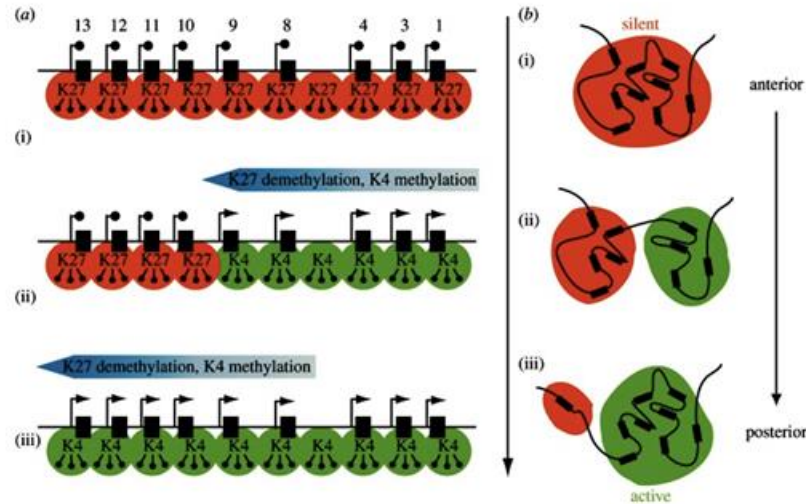 (a)
13 12 11 10 9 8 4 3 1
K27 K27 K27 K27 K27 K27 K27 K27 K27 K27
(i)
K27 demethylation, K4 methylation
K27 K27 K27 K27 K4 K4 K4 K4 K4 K4
(ii)
K27 demethylation, K4 methylation
K4 K4 K4 K4 K4 K4 K4 K4 K4 K4
(iii)
(b)
silent
(i)
anterior
(ii)
(iii)
posterior
active